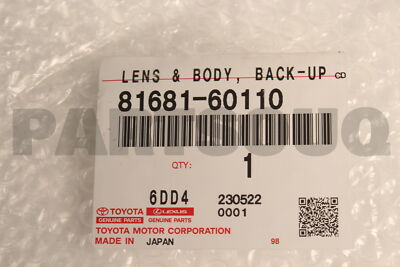 LENS & BODY, BACK-UP CD
81681-60110
PARTSOUQ
QTY: 1
6DD4 230522
0001
TOYOTA LEXUS
GENUINE PARTS GENUINE PARTS
TOYOTA MOTOR CORPORATION
MADE IN JAPAN 98